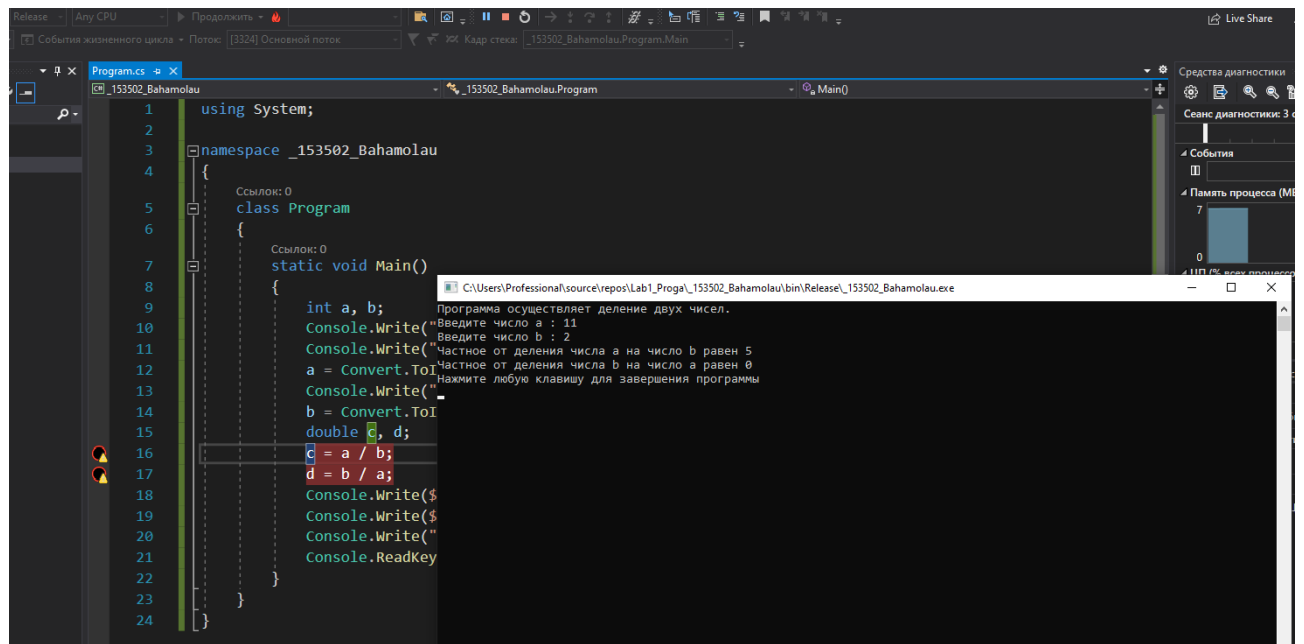 Release Any CPU Продолжить Live Share
События жизненного цикла Поток: [3324] Основной поток Кадр стека: _153502_Bahamolau.Program.Main
Program.cs
_153502_Bahamolau _153502_Bahamolau.Program Main()
1 using System;
2
3 namespace _153502_Bahamolau
4 {
Ссылок: 0
5 class Program
6 {
Ссылок: 0
7 static void Main()
8 {
9 int a, b;
10 Console.Write("
11 Console.Write("
12 a = Convert.ToI
13 Console.Write("
14 b = Convert.ToI
15 double c, d;
16 c = a / b;
17 d = b / a;
18 Console.Write($
19 Console.Write($
20 Console.Write("
21 Console.ReadKey
22 }
23 }
24 }
C:\Users\Professional\source\repos\Lab1_Proga\_153502_Bahamolau\bin\Release\_153502_Bahamolau.exe
Программа осуществляет деление двух чисел.
Введите число a : 11
Введите число b : 2
Частное от деления числа a на число b равен 5
Частное от деления числа b на число a равен 0
Нажмите любую клавишу для завершения программы
Средства диагностики
Сеанс диагностики: 3
События
Память процесса
7
0